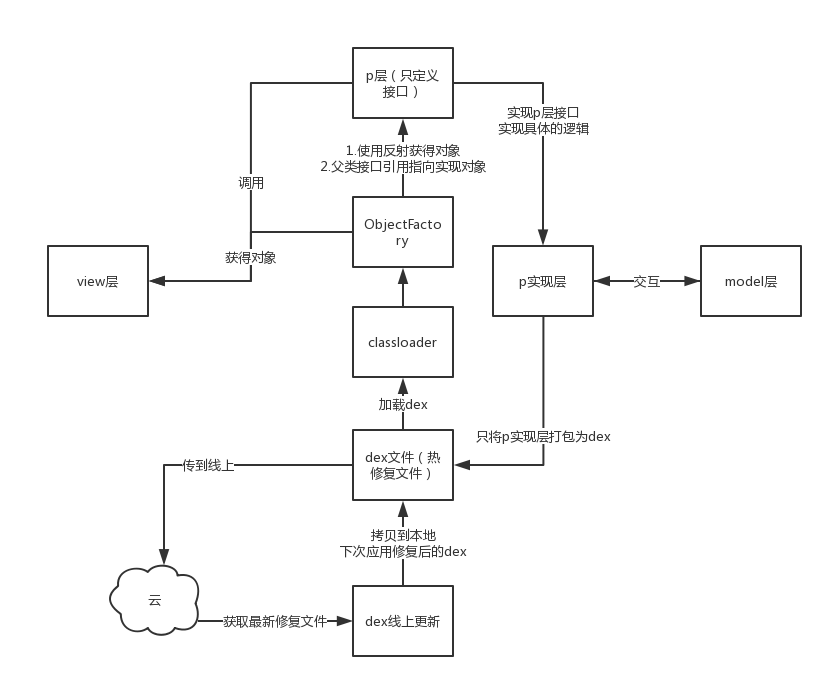 p层（只定义
接口）
实现p层接口
实现具体的逻辑
1.使用反射获得对象
2.父类接口引用指向实现对象
调用
ObjectFacto
ry
获得对象
view层
p实现层
交互
model层
classloader
加载dex
只将p实现层打包为dex
dex文件（热
修复文件）
传到线上
拷贝到本地
下次应用修复后的dex
云
获取最新修复文件
dex线上更新